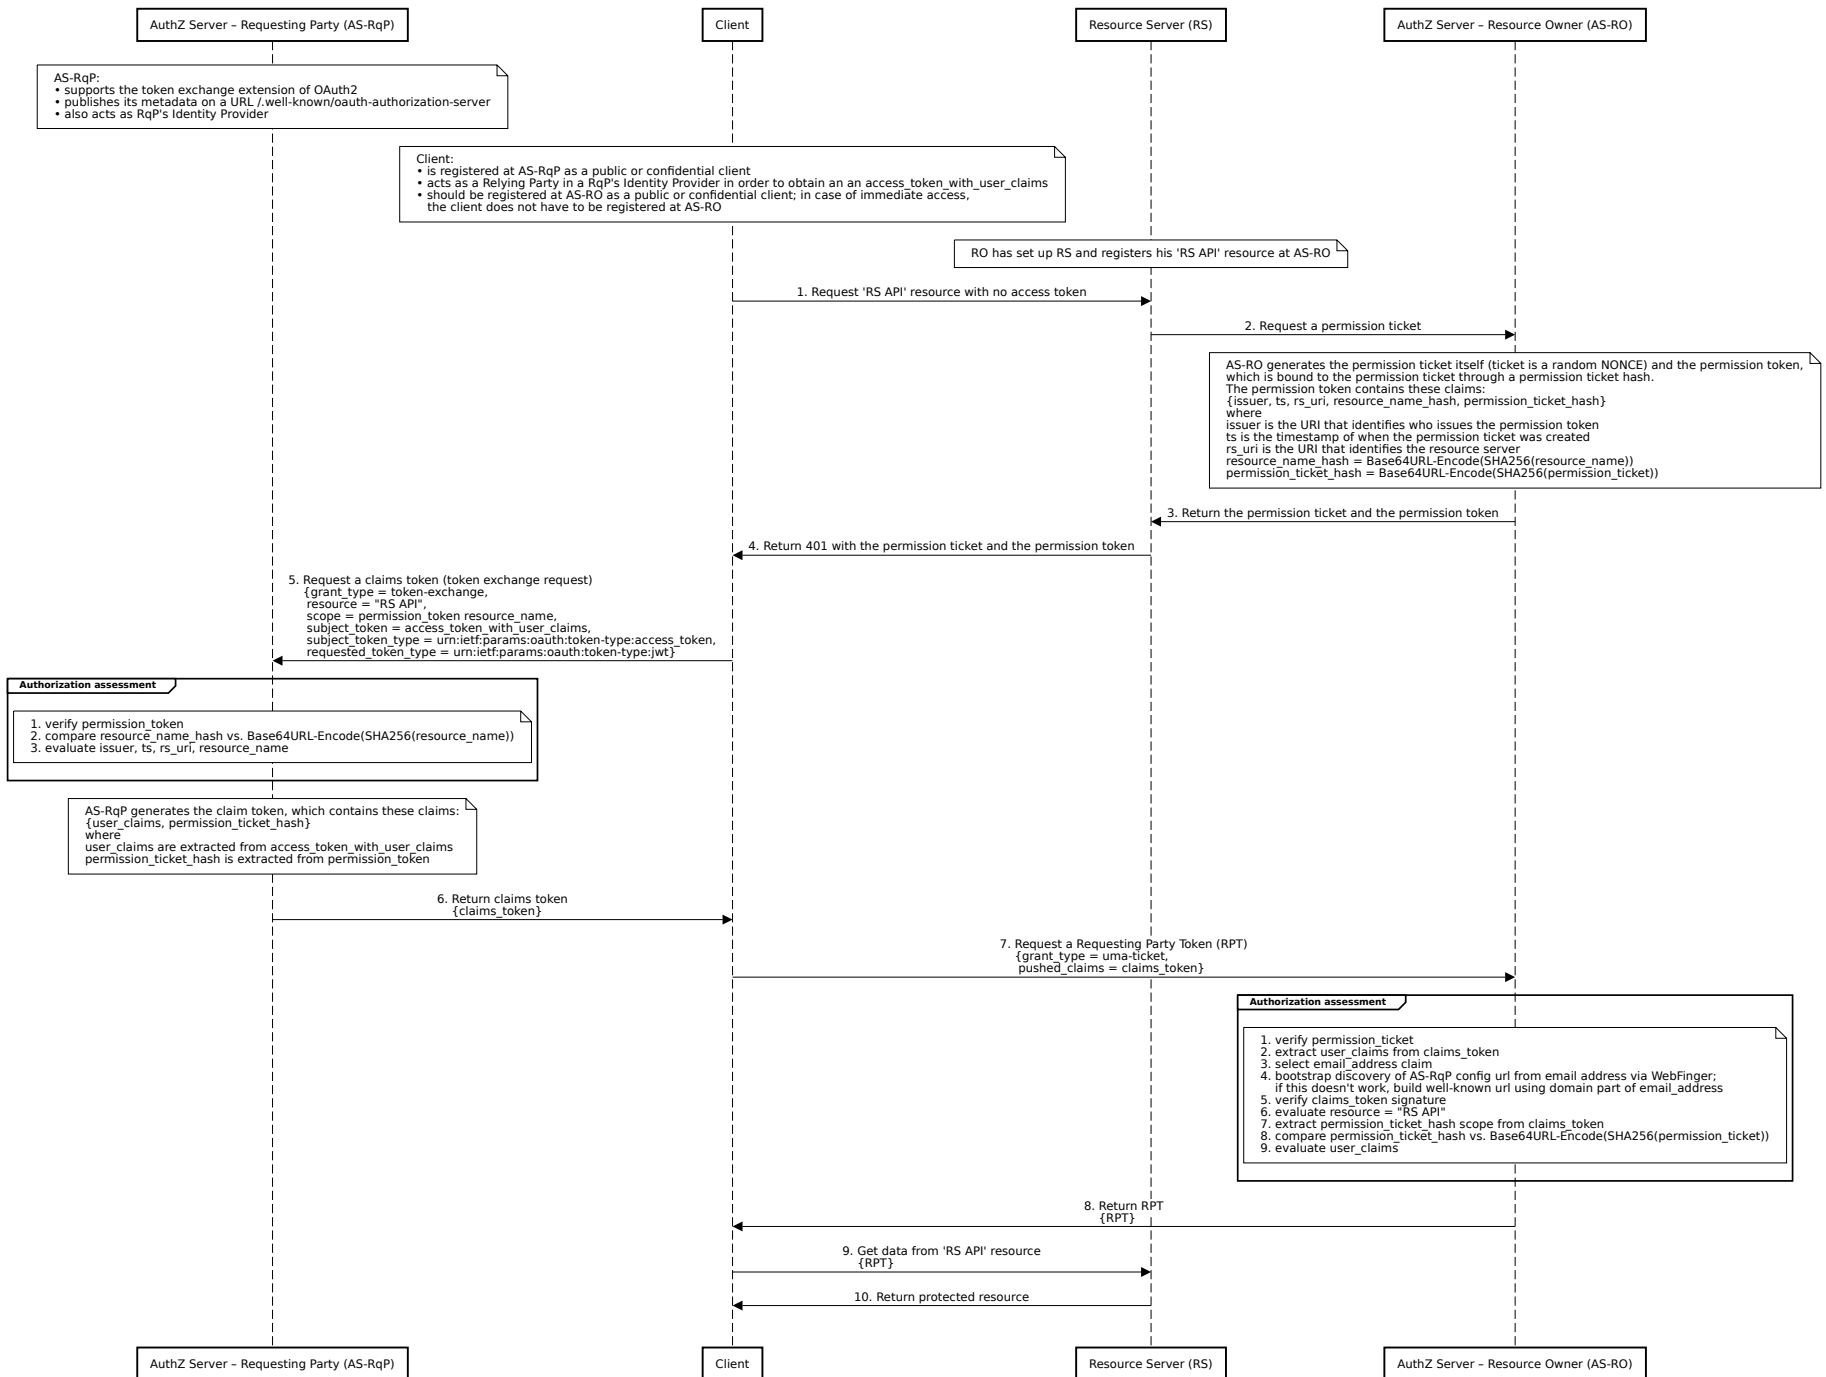 AuthZ Server – Requesting Party (AS-RqP)
Client
Resource Server (RS)
AuthZ Server – Resource Owner (AS-RO)
AS-RqP:
• supports the token exchange extension of OAuth2
• publishes its metadata on a URL /.well-known/oauth-authorization-server
• also acts as RqP's Identity Provider
Client:
• is registered at AS-RqP as a public or confidential client
• acts as a Relying Party in a RqP's Identity Provider in order to obtain an an access_token_with_user_claims
• should be registered at AS-RO as a public or confidential client; in case of immediate access,
the client does not have to be registered at AS-RO
RO has set up RS and registers his 'RS API' resource at AS-RO
1. Request 'RS API' resource with no access token
2. Request a permission ticket
AS-RO generates the permission ticket itself (ticket is a random NONCE) and the permission token,
which is bound to the permission ticket through a permission ticket hash.
The permission token contains these claims:
{issuer, ts, rs_uri, resource_name_hash, permission_ticket_hash}
where
issuer is the URI that identifies who issues the permission token
ts is the timestamp of when the permission ticket was created
rs_uri is the URI that identifies the resource server
resource_name_hash = Base64URL-Encode(SHA256(resource_name))
permission_ticket_hash = Base64URL-Encode(SHA256(permission_ticket))
3. Return the permission ticket and the permission token
4. Return 401 with the permission ticket and the permission token
5. Request a claims token (token exchange request)
{grant_type = token-exchange,
resource = "RS API",
scope = permission_token resource_name,
subject_token = access_token_with_user_claims,
subject_token_type = urn:ietf:params:oauth:token-type:access_token,
requested_token_type = urn:ietf:params:oauth:token-type:jwt}
Authorization assessment
1. verify permission_token
2. compare resource_name_hash vs. Base64URL-Encode(SHA256(resource_name))
3. evaluate issuer, ts, rs_uri, resource_name
AS-RqP generates the claim token, which contains these claims:
{user_claims, permission_ticket_hash}
where
user_claims are extracted from access_token_with_user_claims
permission_ticket_hash is extracted from permission_token
6. Return claims token
{claims_token}
7. Request a Requesting Party Token (RPT)
{grant_type = uma-ticket,
pushed_claims = claims_token}
Authorization assessment
1. verify permission_ticket
2. extract user_claims from claims_token
3. select email_address claim
4. bootstrap discovery of AS-RqP config url from email address via WebFinger;
if this doesn't work, build well-known url using domain part of email_address
5. verify claims_token signature
6. evaluate resource = "RS API"
7. extract permission_ticket_hash scope from claims_token
8. compare permission_ticket_hash vs. Base64URL-Encode(SHA256(permission_ticket))
9. evaluate user_claims
8. Return RPT
{RPT}
9. Get data from 'RS API' resource
{RPT}
10. Return protected resource
AuthZ Server – Requesting Party (AS-RqP)
Client
Resource Server (RS)
AuthZ Server – Resource Owner (AS-RO)